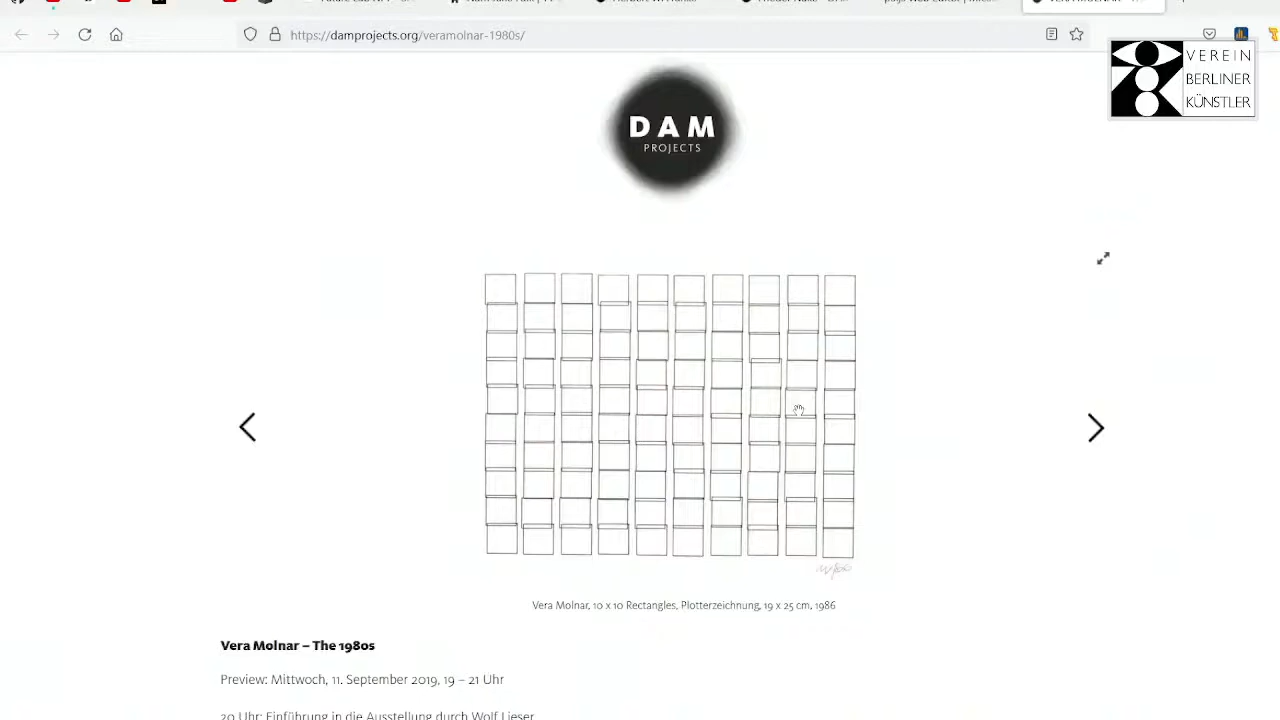 https://damprojects.org/veramolnar-1980s/
VEREIN
BERLINER
KÜNSTLER
DAM
PROJECTS
Vera Molnar, 10 x 10 Rectangles, Plotterzeichnung, 19 x 25 cm, 1986
Vera Molnar – The 1980s
Preview: Mittwoch, 11. September 2019, 19 – 21 Uhr
20 Uhr: Einführung in die Ausstellung durch Wolf Lieser